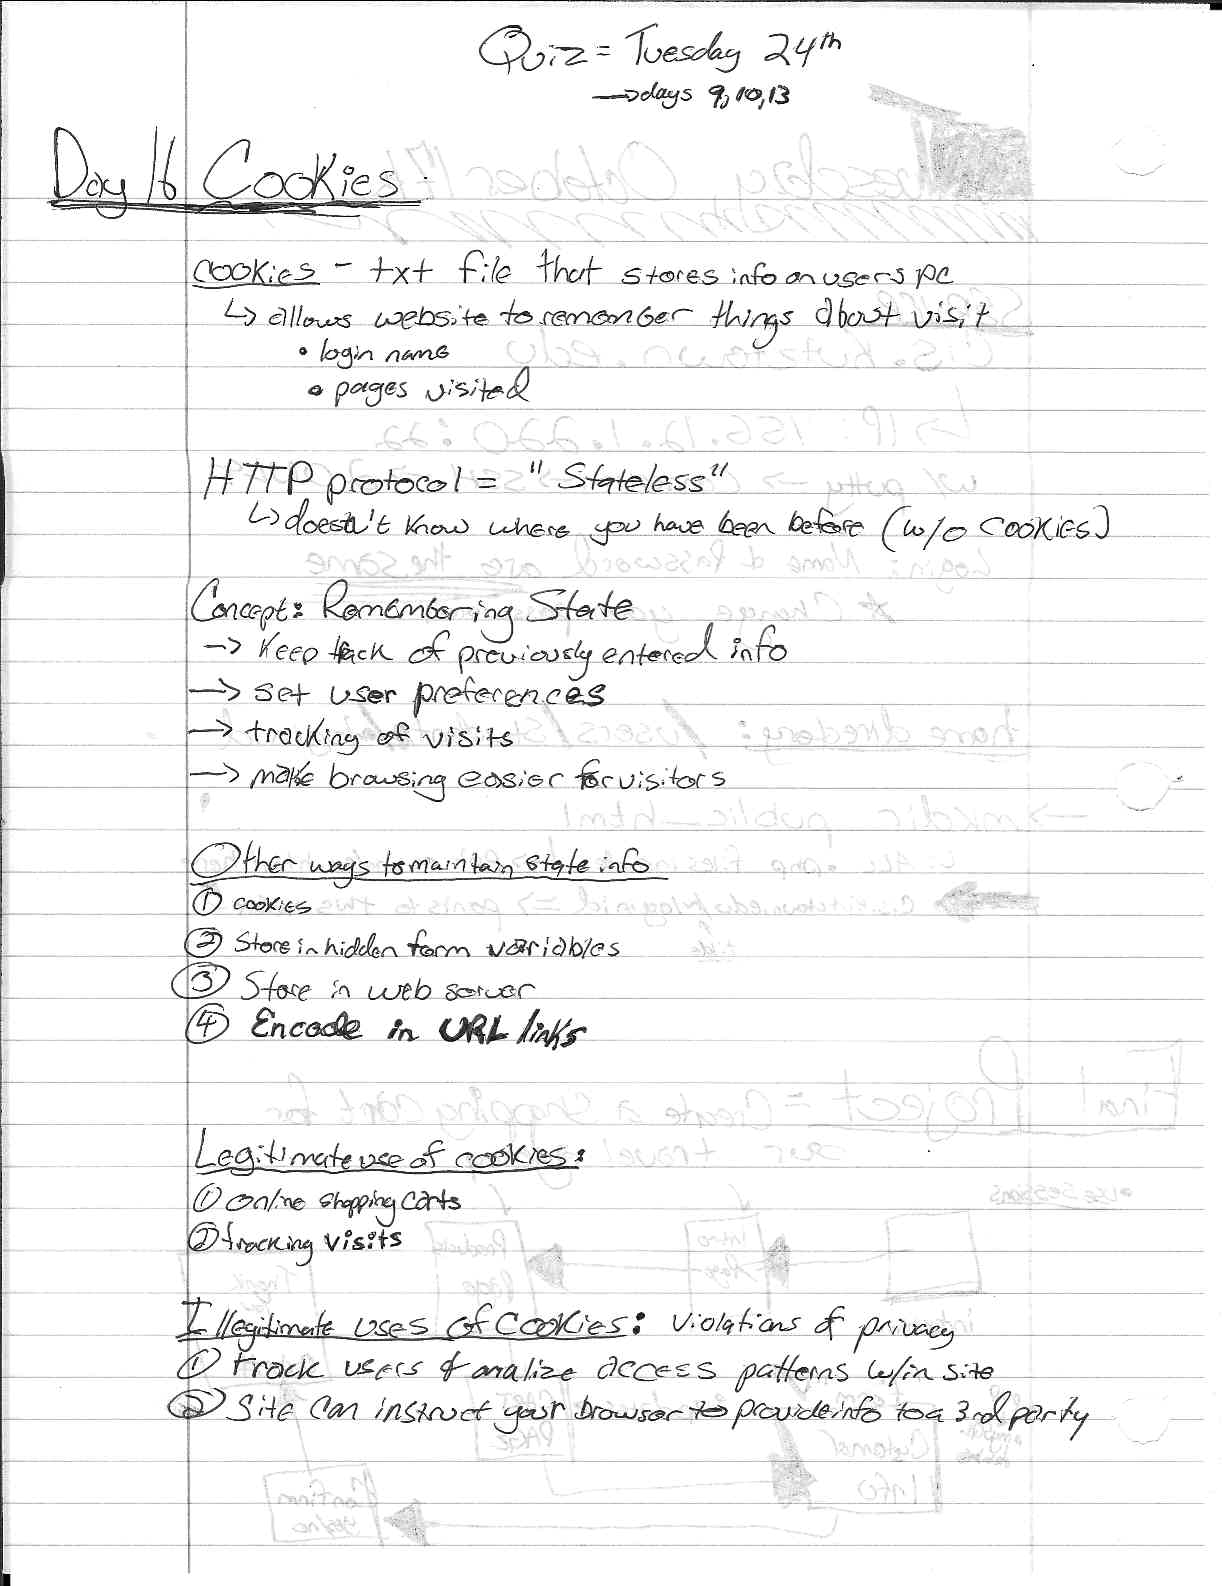 Quiz = Tuesday 24th
→ days 9, 10, 13
Day 16 Cookies
cookies - txt file that stores info on users pc
↳ allows website to remember things about visit
• login name
• pages visited
HTTP protocol = "Stateless"
↳ doesn't know where you have been before (w/o cookies)
Concept: Remembering State
→ Keep track of previously entered info
→ set user preferences
→ tracking of visits
→ make browsing easier for visitors
Other ways to maintain state info
① cookies
② Store in hidden form variables
③ Store in web server
④ Encode in URL links
Legitimate use of cookies:
① online shopping carts
② tracking visits
Illegitimate uses of cookies: violations of privacy
① track users & analize access patterns w/in site
② Site can instruct your browser to provide info to a 3rd party